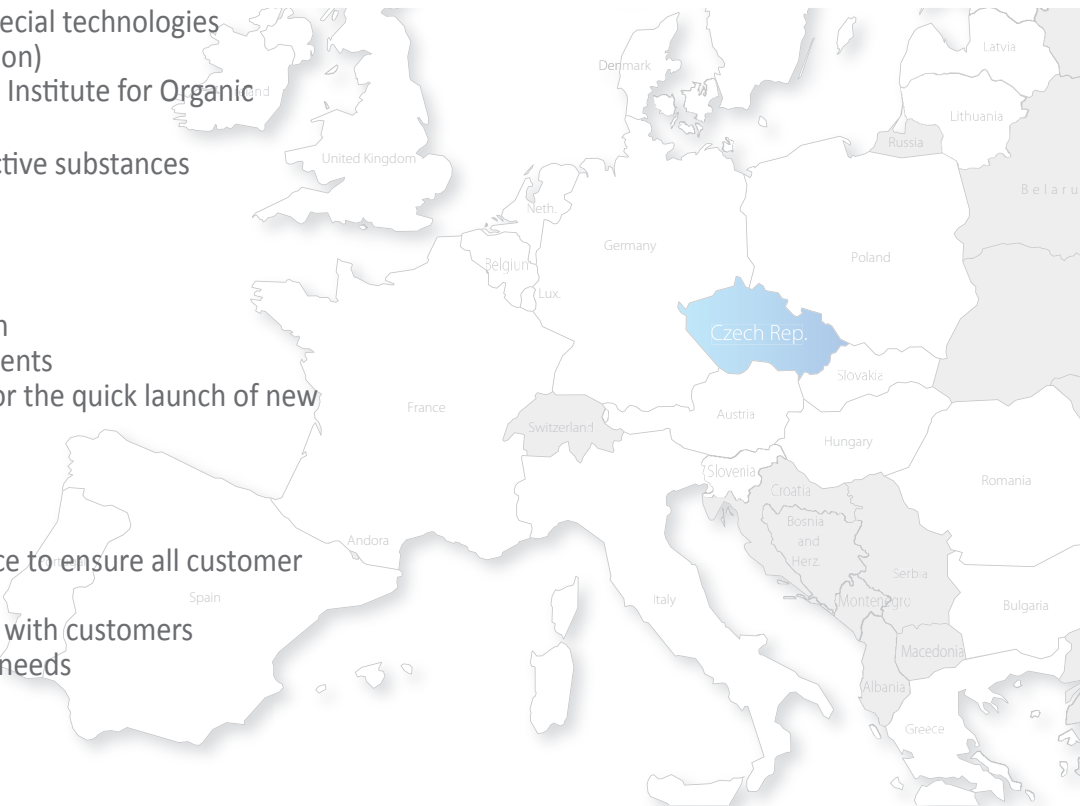 ecial technologies
on)
Institute for Organic
ctive substances
n
ents
or the quick launch of new
ce to ensure all customer
with customers
needs
Latvia
Denmark
Lithuania
Russia
United Kingdom
Belaru
Neth.
Germany
Poland
Belgiun
Lux.
Czech Rep.
Slovakia
France
Austria
Switzerland
Hungary
Slovenia
Romania
Croatia
Bosnia
and
Herz.
Andora
Serbia
Spain
Italy
Montenegro
Bulgaria
Macedonia
Albania
Greece